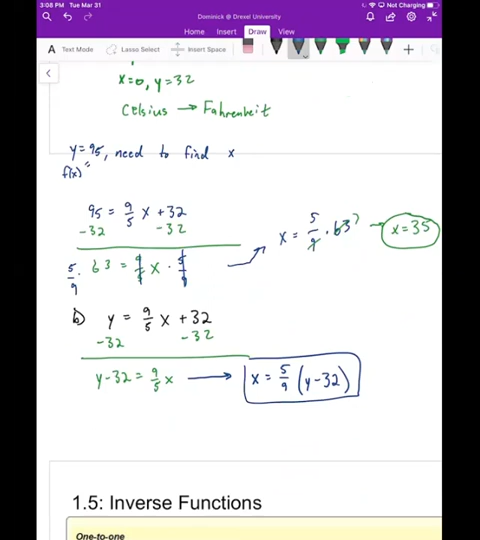 3:08 PM Tue Mar 31
Not Charging
Dominick @ Drexel University
Home Insert Draw View
Text Mode Lasso Select Insert Space
x=0, y=32
Celsius → Fahrenheit
y=95, need to find x
f(x)=
95 = 9/5 x + 32
-32 -32
5/9 · 63 = 9/5 x · 5/9
x = 5/9 · 63 7 → x=35
b) y = 9/5 x + 32
-32 -32
y-32 = 9/5 x → x = 5/9 (y-32)
1.5: Inverse Functions
One-to-one